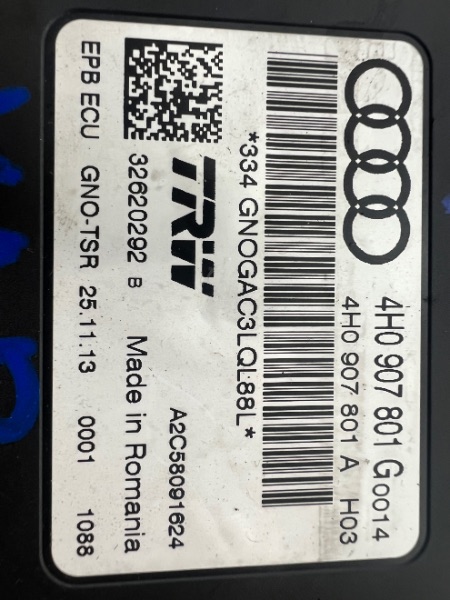 4H0 907 801 G0014
4H0 907 801 A H03
*334 GNOGAC3LQL88L*
TRW
A2C58091624
32620292 B Made in Romania
EPB ECU GNO-TSR 25.11.13 0001 1088